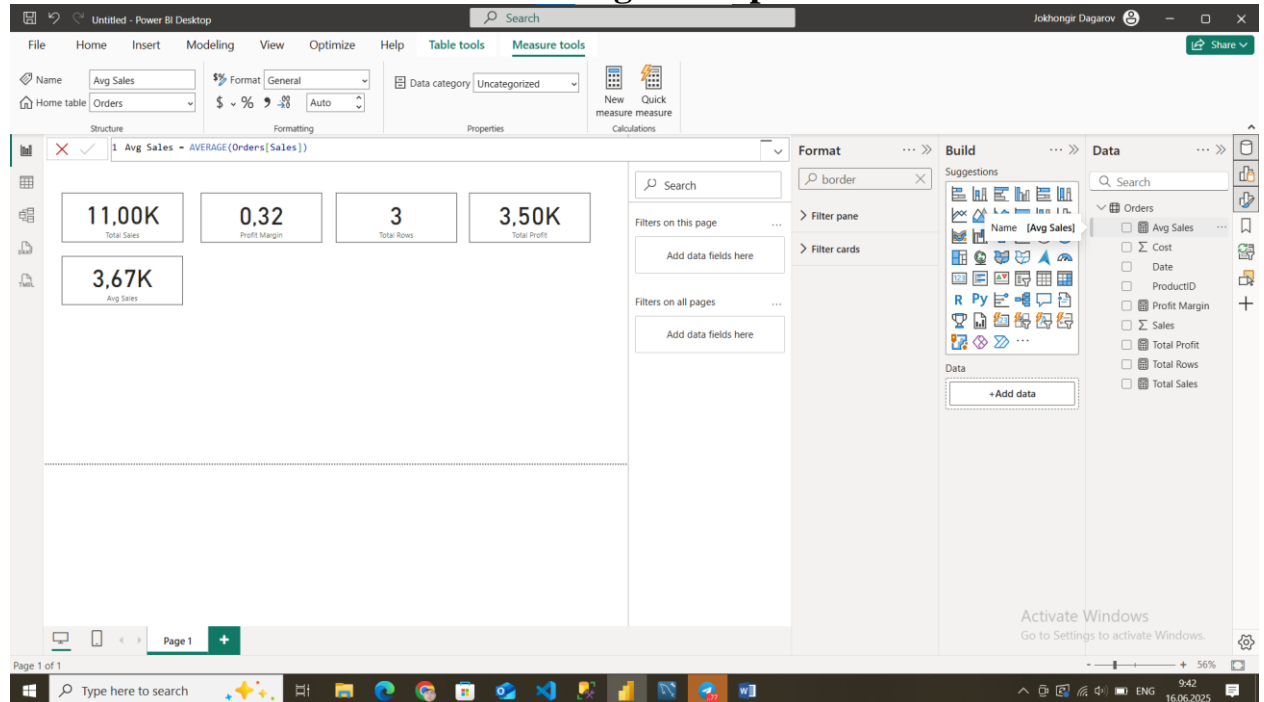 Untitled - Power BI Desktop
Search
Jokhongir Dagarov
File Home Insert Modeling View Optimize Help Table tools Measure tools
Share
Name Avg Sales
Home table Orders
Structure
Format General
$ % Auto
Formatting
Data category Uncategorized
Properties
New measure
Quick measure
Calculations
1 Avg Sales = AVERAGE(Orders[Sales])
11,00K
Total Sales
0,32
Profit Margin
3
Total Rows
3,50K
Total Profit
3,67K
Avg Sales
Search
Filters on this page ...
Add data fields here
Filters on all pages ...
Add data fields here
Format
border
Filter pane
Filter cards
Build
Suggestions
R Py
Name [Avg Sales]
Data
+Add data
Data
Search
Orders
Avg Sales
Cost
Date
ProductID
Profit Margin
Sales
Total Profit
Total Rows
Total Sales
Activate Windows
Go to Settings to activate Windows.
Page 1
Page 1 of 1
- + 56%
Type here to search
ENG
9:42
16.06.2025